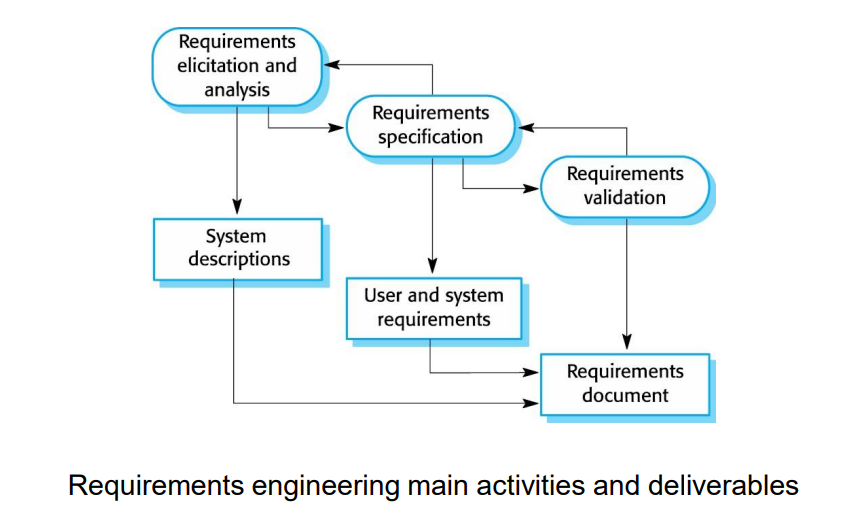 Requirements
elicitation and
analysis
Requirements
specification
Requirements
validation
System
descriptions
User and system
requirements
Requirements
document
Requirements engineering main activities and deliverables